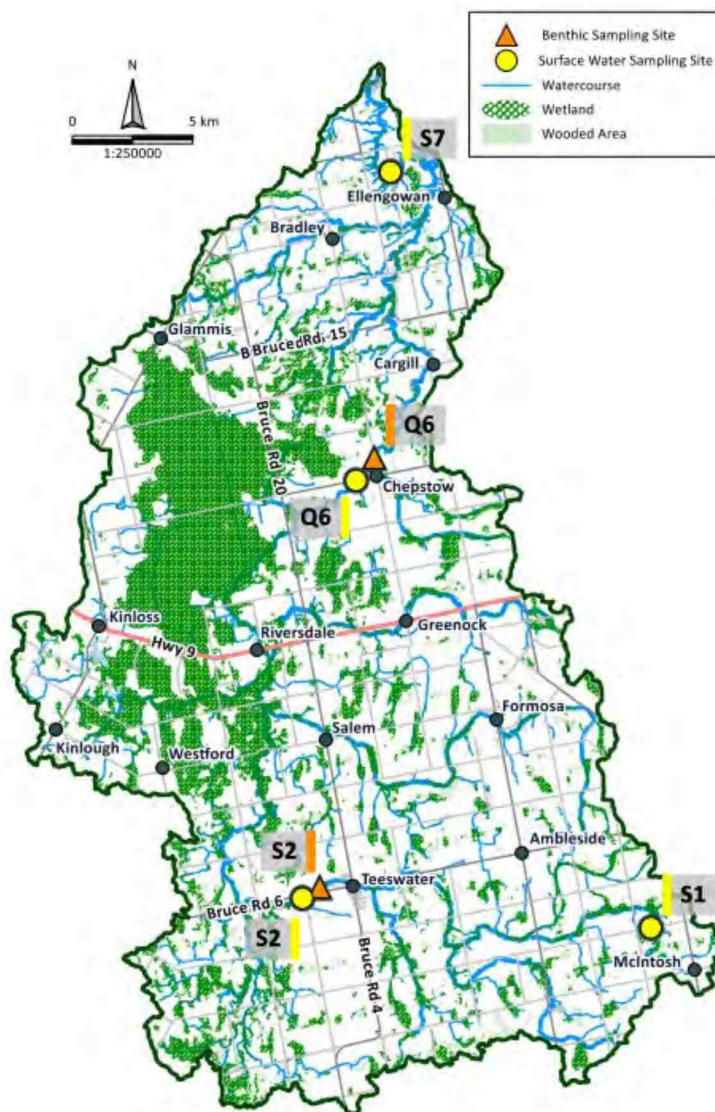 Benthic Sampling Site
Surface Water Sampling Site
Watercourse
Wetland
Wooded Area
N
0 5 km
1:250000
S7
Ellengowan
Bradley
Glammis
B Bruced Rd. 15
Cargill
Bruce Rd 20
Q6
Chepstow
Q6
Kinloss
Hwy 9
Riversdale
Greenock
Formosa
Kinlough
Salem
Westford
S2
Ambleside
Teeswater
Bruce Rd 6
S1
S2
Bruce Rd 4
McIntosh